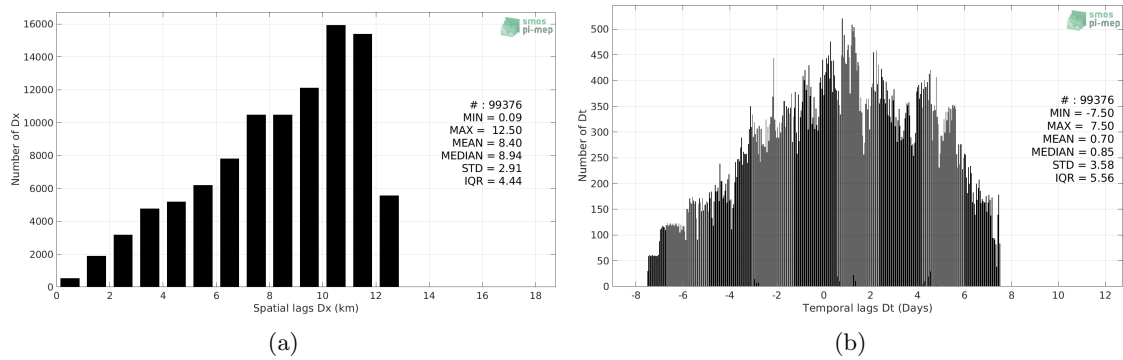 smos
pi-mep
16000
14000
12000
10000
8000
6000
4000
2000
0
Number of Dx
# : 99376
MIN = 0.09
MAX = 12.50
MEAN = 8.40
MEDIAN = 8.94
STD = 2.91
IQR = 4.44
0 2 4 6 8 10 12 14 16 18
Spatial lags Dx (km)
(a)
smos
pi-mep
500
450
400
350
300
250
200
150
100
50
0
Number of Dt
# : 99376
MIN = -7.50
MAX = 7.50
MEAN = 0.70
MEDIAN = 0.85
STD = 3.58
IQR = 5.56
-8 -6 -4 -2 0 2 4 6 8 10 12
Temporal lags Dt (Days)
(b)